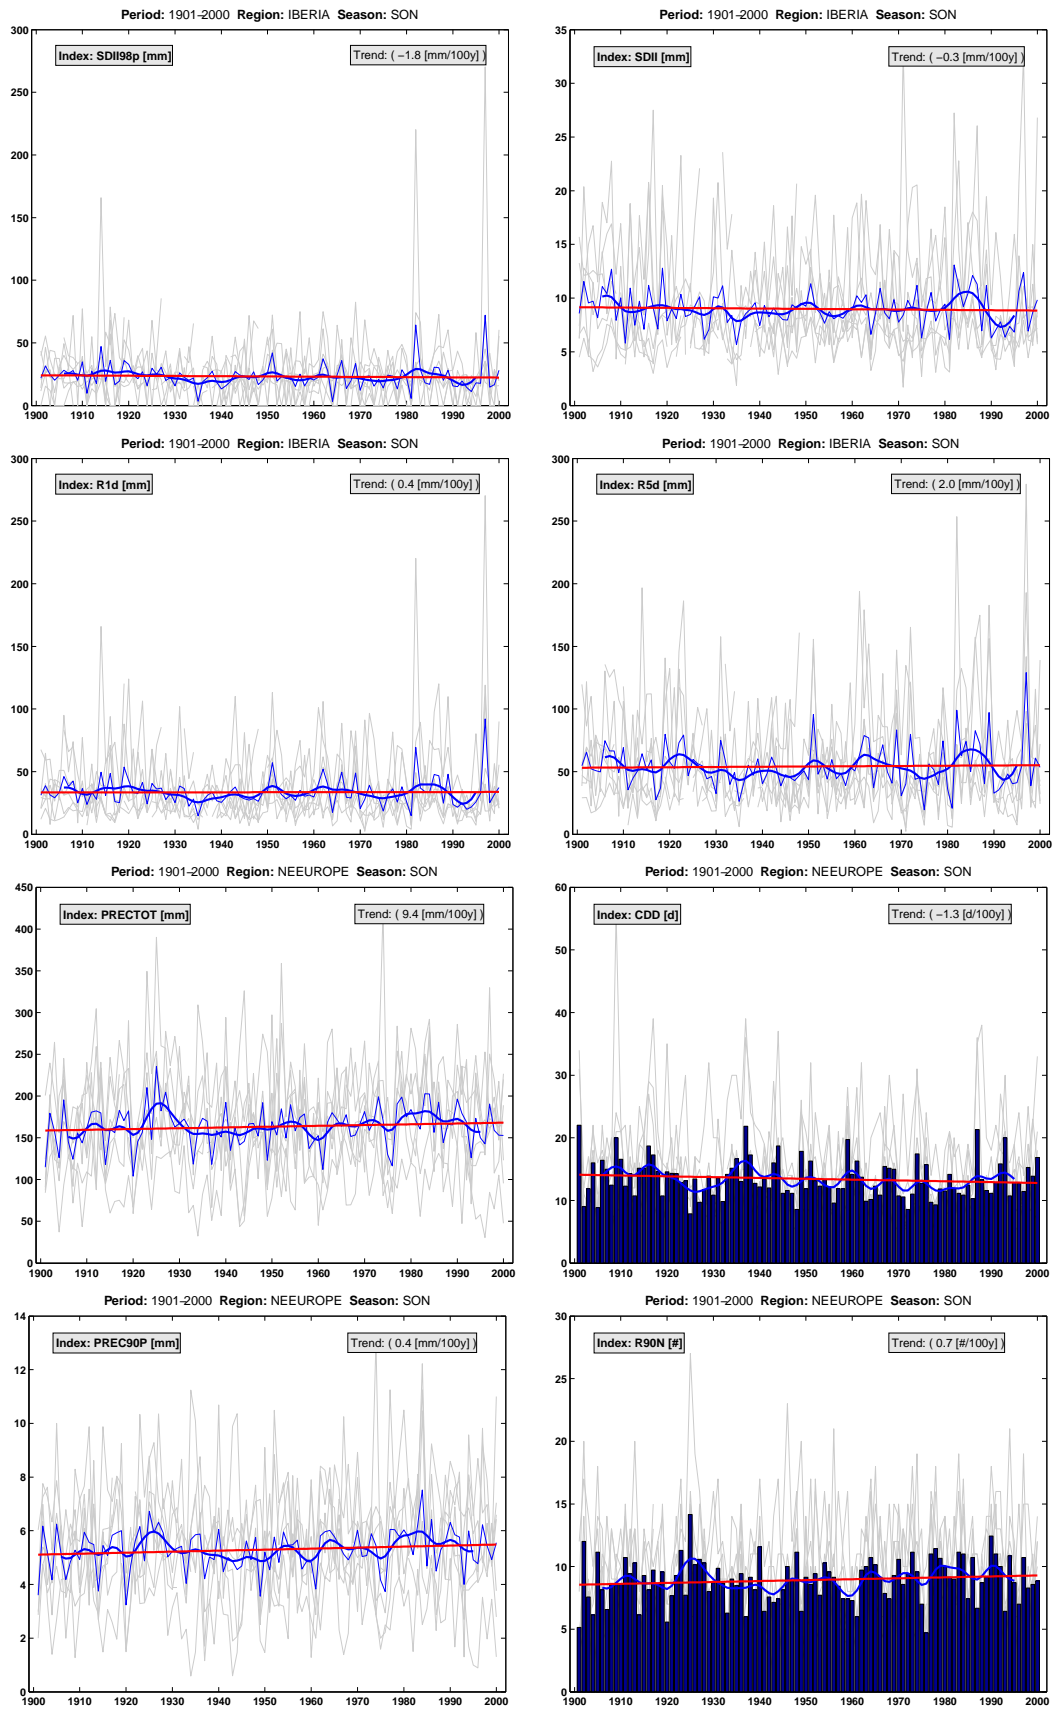 Period: 1901–2000 Region: IBERIA Season: SON
Index: SDII98p [mm]
Trend: ( −1.8 [mm/100y] )
300
250
200
150
100
50
0
1900 1910 1920 1930 1940 1950 1960 1970 1980 1990 2000
Period: 1901–2000 Region: IBERIA Season: SON
Index: SDII [mm]
Trend: ( −0.3 [mm/100y] )
35
30
25
20
15
10
5
0
1900 1910 1920 1930 1940 1950 1960 1970 1980 1990 2000
Period: 1901–2000 Region: IBERIA Season: SON
Index: R1d [mm]
Trend: ( 0.4 [mm/100y] )
300
250
200
150
100
50
0
1900 1910 1920 1930 1940 1950 1960 1970 1980 1990 2000
Period: 1901–2000 Region: IBERIA Season: SON
Index: R5d [mm]
Trend: ( 2.0 [mm/100y] )
300
250
200
150
100
50
0
1900 1910 1920 1930 1940 1950 1960 1970 1980 1990 2000
Period: 1901–2000 Region: NEEUROPE Season: SON
Index: PRECTOT [mm]
Trend: ( 9.4 [mm/100y] )
450
400
350
300
250
200
150
100
50
0
1900 1910 1920 1930 1940 1950 1960 1970 1980 1990 2000
Period: 1901–2000 Region: NEEUROPE Season: SON
Index: CDD [d]
Trend: ( −1.3 [d/100y] )
60
50
40
30
20
10
0
1900 1910 1920 1930 1940 1950 1960 1970 1980 1990 2000
Period: 1901–2000 Region: NEEUROPE Season: SON
Index: PREC90P [mm]
Trend: ( 0.4 [mm/100y] )
14
12
10
8
6
4
2
0
1900 1910 1920 1930 1940 1950 1960 1970 1980 1990 2000
Period: 1901–2000 Region: NEEUROPE Season: SON
Index: R90N [#]
Trend: ( 0.7 [#/100y] )
30
25
20
15
10
5
0
1900 1910 1920 1930 1940 1950 1960 1970 1980 1990 2000